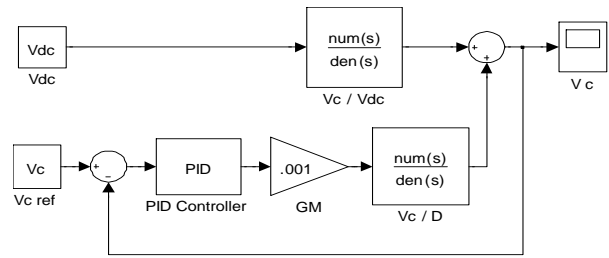 Vdc
Vdc
num(s)
den(s)
Vc / Vdc
+
+
V c
Vc
Vc ref
+
−
PID
PID Controller
.001
GM
num(s)
den(s)
Vc / D